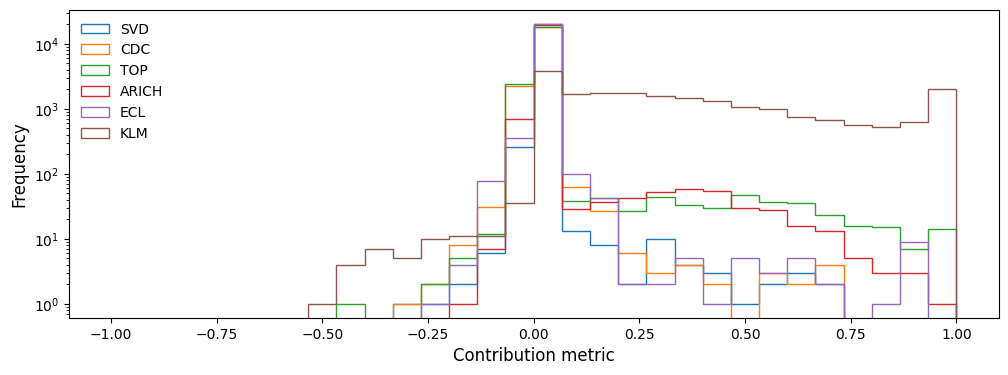 SVD
CDC
TOP
ARICH
ECL
KLM
Frequency
10⁴
10³
10²
10¹
10⁰
−1.00 −0.75 −0.50 −0.25 0.00 0.25 0.50 0.75 1.00
Contribution metric